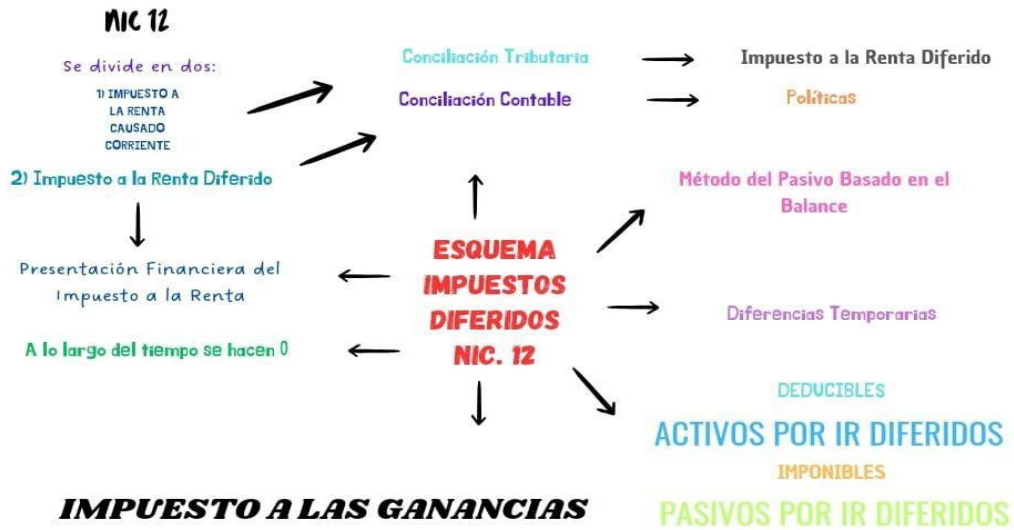 NIC 12
Se divide en dos:
1) IMPUESTO A
LA RENTA
CAUSADO
CORRIENTE
2) Impuesto a la Renta Diferido
Presentación Financiera del
Impuesto a la Renta
A lo largo del tiempo se hacen 0
Conciliación Tributaria
Conciliación Contable
Impuesto a la Renta Diferido
Políticas
ESQUEMA
IMPUESTOS
DIFERIDOS
NIC. 12
Método del Pasivo Basado en el
Balance
Diferencias Temporarias
DEDUCIBLES
ACTIVOS POR IR DIFERIDOS
IMPONIBLES
PASIVOS POR IR DIFERIDOS
IMPUESTO A LAS GANANCIAS